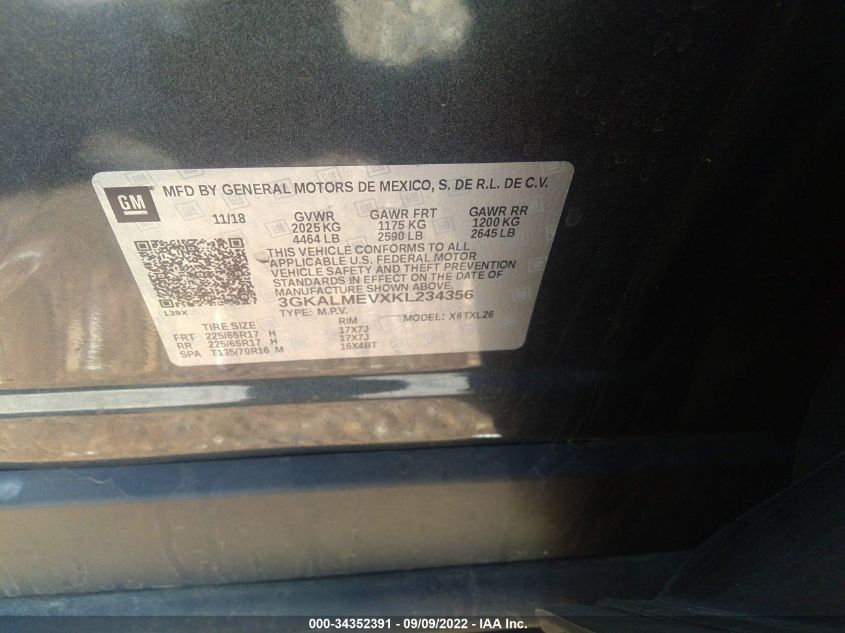 GM
MFD BY GENERAL MOTORS DE MEXICO, S. DE R.L. DE C.V.
11/18 GVWR GAWR FRT GAWR RR
2025 KG 1175 KG 1200 KG
4464 LB 2590 LB 2645 LB
THIS VEHICLE CONFORMS TO ALL
APPLICABLE U.S. FEDERAL MOTOR
VEHICLE SAFETY AND THEFT PREVENTION
STANDARDS IN EFFECT ON THE DATE OF
MANUFACTURE SHOWN ABOVE.
139X
3GKALMEVXKL234356
TYPE: M.P.V. MODEL: X6TXL26
TIRE SIZE RIM
FRT 225/65R17 H 17X7J
RR 225/65R17 H 17X7J
SPA T135/70R16 M 16X4BT
000-34352391 - 09/09/2022 - IAA Inc.